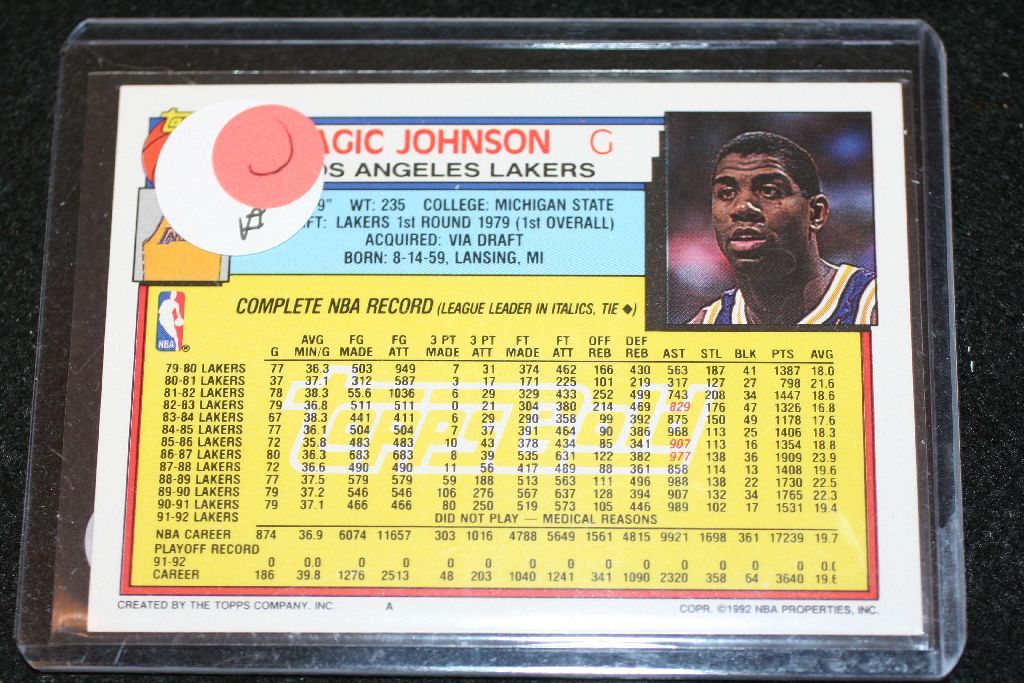 AGIC JOHNSON G
OS ANGELES LAKERS
9" WT: 235 COLLEGE: MICHIGAN STATE
FT: LAKERS 1st ROUND 1979 (1st OVERALL)
ACQUIRED: VIA DRAFT
BORN: 8-14-59, LANSING, MI
COMPLETE NBA RECORD (LEAGUE LEADER IN ITALICS, TIE ◆)
NBA
AVG FG FG 3 PT 3 PT FT FT OFF DEF
G MIN/G MADE ATT MADE ATT MADE ATT REB REB AST STL BLK PTS AVG
79-80 LAKERS 77 36.3 503 949 7 31 374 462 166 430 563 187 41 1387 18.0
80-81 LAKERS 37 37.1 312 587 3 17 171 225 101 219 317 127 27 798 21.6
81-82 LAKERS 78 38.3 55.6 1036 6 29 329 433 252 499 743 208 34 1447 18.6
82-83 LAKERS 79 36.8 511 511 0 21 304 380 214 469 829 176 47 1326 16.8
83-84 LAKERS 67 38.3 441 411 6 29 290 358 99 392 875 150 49 1178 17.6
84-85 LAKERS 77 36.1 504 504 7 37 391 464 90 386 968 113 25 1406 18.3
85-86 LAKERS 72 35.8 483 483 10 43 378 434 85 341 907 113 16 1354 18.8
86-87 LAKERS 80 36.3 683 683 8 39 535 631 122 382 977 138 36 1909 23.9
87-88 LAKERS 72 36.6 490 490 11 56 417 489 88 361 858 114 13 1408 19.6
88-89 LAKERS 77 37.5 579 579 59 188 513 563 111 496 988 138 22 1730 22.5
89-90 LAKERS 79 37.2 546 546 106 276 567 637 128 394 907 132 34 1765 22.3
90-91 LAKERS 79 37.1 466 466 80 250 519 573 105 446 989 102 17 1531 19.4
91-92 LAKERS DID NOT PLAY — MEDICAL REASONS
NBA CAREER 874 36.9 6074 11657 303 1016 4788 5649 1561 4815 9921 1698 361 17239 19.7
PLAYOFF RECORD
91-92 0 0.0 0 0 0 0 0 0 0 0 0 0 0 0 0.0
CAREER 186 39.8 1276 2513 48 203 1040 1241 341 1090 2320 358 64 3640 19.6
CREATED BY THE TOPPS COMPANY, INC. A COPR. ©1992 NBA PROPERTIES, INC.